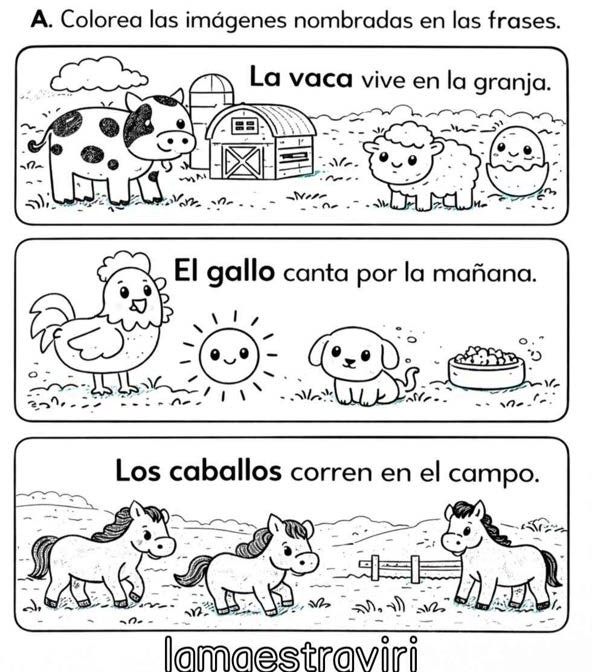 A. Colorea las imágenes nombradas en las frases.
La vaca vive en la granja.
El gallo canta por la mañana.
Los caballos corren en el campo.
lamaestraviri